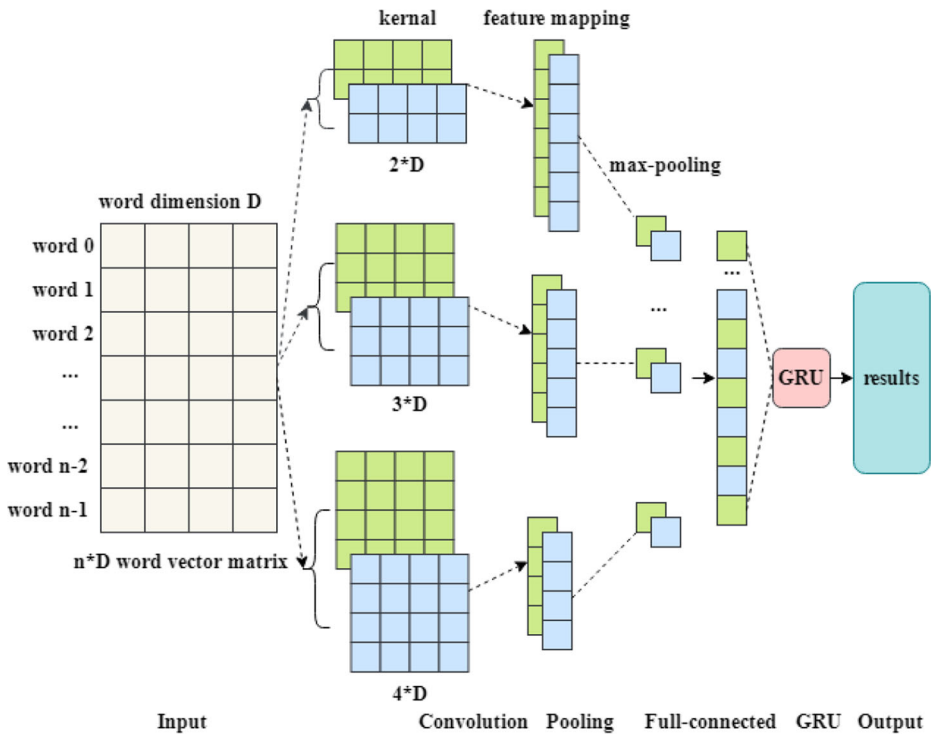 kernal feature mapping
2*D
max-pooling
word dimension D
word 0
word 1
word 2
...
...
word n-2
word n-1
n*D word vector matrix
3*D
4*D
...
...
GRU
results
Input Convolution Pooling Full-connected GRU Output